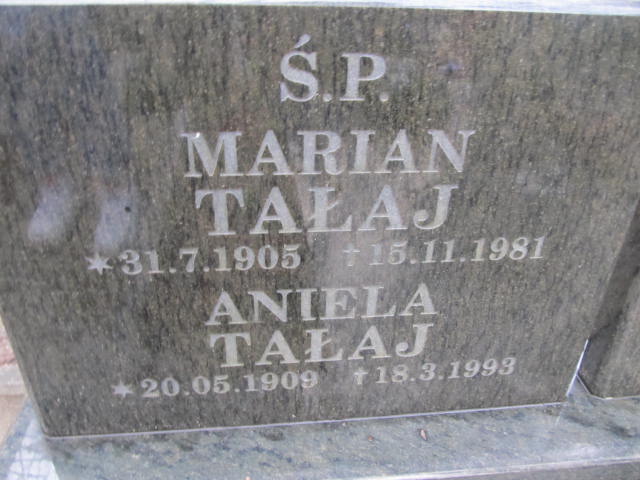 Ś.P.
MARIAN
TAŁAJ
★31.7.1905 †15.11.1981
ANIELA
TAŁAJ
★20.05.1909 †18.3.1993